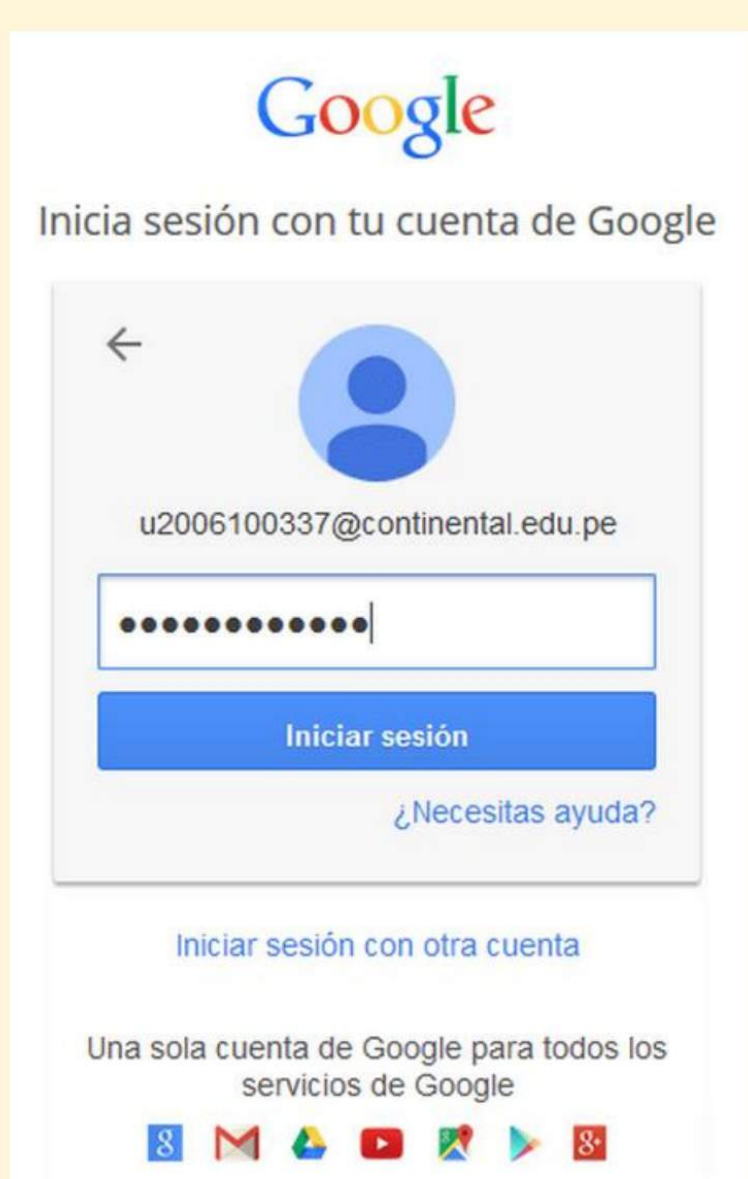 Google
Inicia sesión con tu cuenta de Google
u2006100337@continental.edu.pe
••••••••••••
Iniciar sesión
¿Necesitas ayuda?
Iniciar sesión con otra cuenta
Una sola cuenta de Google para todos los
servicios de Google